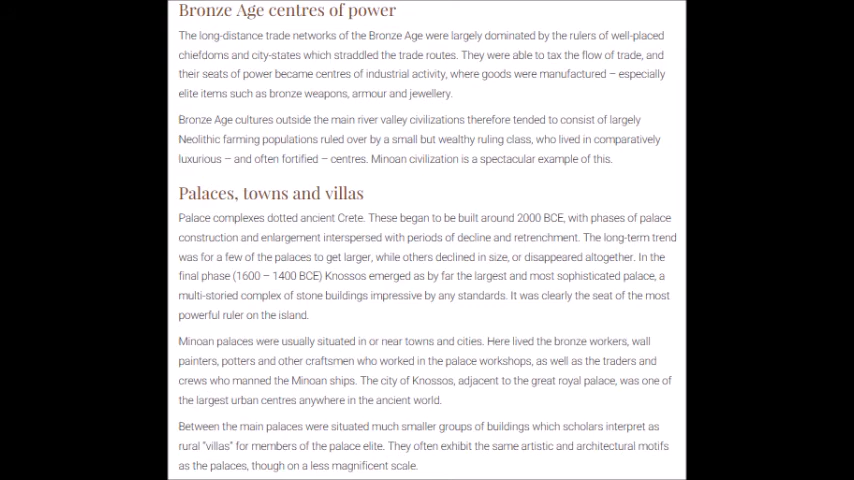 Bronze Age centres of power
The long-distance trade networks of the Bronze Age were largely dominated by the rulers of well-placed
chiefdoms and city-states which straddled the trade routes. They were able to tax the flow of trade, and
their seats of power became centres of industrial activity, where goods were manufactured – especially
elite items such as bronze weapons, armour and jewellery.
Bronze Age cultures outside the main river valley civilizations therefore tended to consist of largely
Neolithic farming populations ruled over by a small but wealthy ruling class, who lived in comparatively
luxurious – and often fortified – centres. Minoan civilization is a spectacular example of this.
Palaces, towns and villas
Palace complexes dotted ancient Crete. These began to be built around 2000 BCE, with phases of palace
construction and enlargement interspersed with periods of decline and retrenchment. The long-term trend
was for a few of the palaces to get larger, while others declined in size, or disappeared altogether. In the
final phase (1600 – 1400 BCE) Knossos emerged as by far the largest and most sophisticated palace, a
multi-storied complex of stone buildings impressive by any standards. It was clearly the seat of the most
powerful ruler on the island.
Minoan palaces were usually situated in or near towns and cities. Here lived the bronze workers, wall
painters, potters and other craftsmen who worked in the palace workshops, as well as the traders and
crews who manned the Minoan ships. The city of Knossos, adjacent to the great royal palace, was one of
the largest urban centres anywhere in the ancient world.
Between the main palaces were situated much smaller groups of buildings which scholars interpret as
rural “villas” for members of the palace elite. They often exhibit the same artistic and architectural motifs
as the palaces, though on a less magnificent scale.